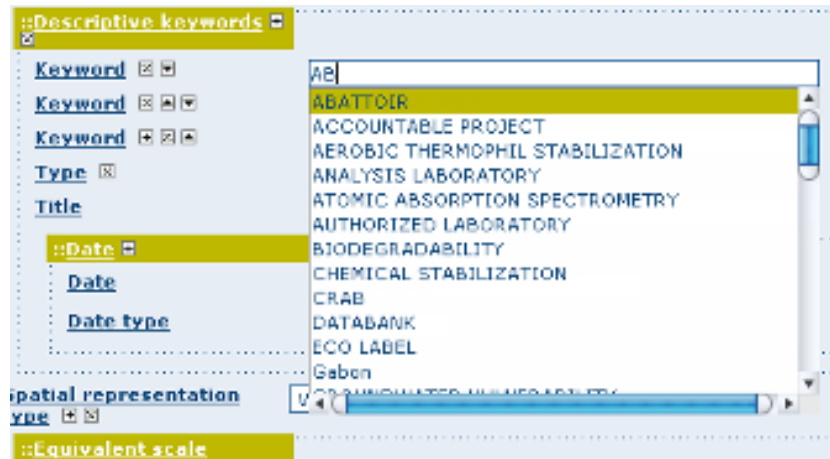 ::Descriptive keywords
Keyword
AB
Keyword
ABATTOIR
ACCOUNTABLE PROJECT
Keyword
AEROBIC THERMOPHIL STABILIZATION
Type
ANALYSIS LABORATORY
ATOMIC ABSORPTION SPECTROMETRY
Title
AUTHORIZED LABORATORY
::Date
BIODEGRADABILITY
Date
CHEMICAL STABILIZATION
CRAB
Date type
DATABANK
ECO LABEL
Gabon
patial representation
ype
::Equivalent scale